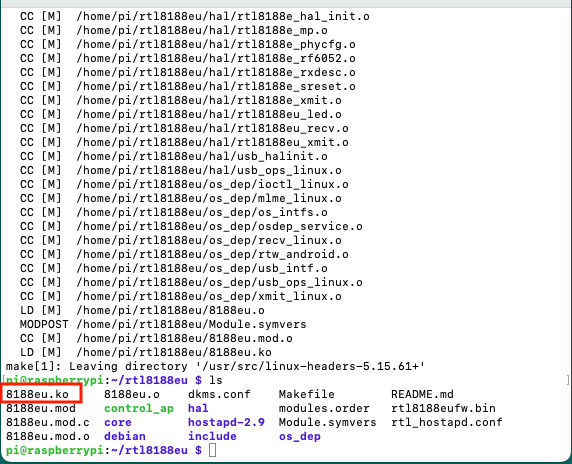 CC [M]  /home/pi/rtl8188eu/hal/rtl8188e_hal_init.o
CC [M]  /home/pi/rtl8188eu/hal/rtl8188e_mp.o
CC [M]  /home/pi/rtl8188eu/hal/rtl8188e_phycfg.o
CC [M]  /home/pi/rtl8188eu/hal/rtl8188e_rf6052.o
CC [M]  /home/pi/rtl8188eu/hal/rtl8188e_rxdesc.o
CC [M]  /home/pi/rtl8188eu/hal/rtl8188e_sreset.o
CC [M]  /home/pi/rtl8188eu/hal/rtl8188e_xmit.o
CC [M]  /home/pi/rtl8188eu/hal/rtl8188eu_led.o
CC [M]  /home/pi/rtl8188eu/hal/rtl8188eu_recv.o
CC [M]  /home/pi/rtl8188eu/hal/rtl8188eu_xmit.o
CC [M]  /home/pi/rtl8188eu/hal/usb_halinit.o
CC [M]  /home/pi/rtl8188eu/hal/usb_ops_linux.o
CC [M]  /home/pi/rtl8188eu/os_dep/ioctl_linux.o
CC [M]  /home/pi/rtl8188eu/os_dep/mlme_linux.o
CC [M]  /home/pi/rtl8188eu/os_dep/os_intfs.o
CC [M]  /home/pi/rtl8188eu/os_dep/osdep_service.o
CC [M]  /home/pi/rtl8188eu/os_dep/recv_linux.o
CC [M]  /home/pi/rtl8188eu/os_dep/rtw_android.o
CC [M]  /home/pi/rtl8188eu/os_dep/usb_intf.o
CC [M]  /home/pi/rtl8188eu/os_dep/usb_ops_linux.o
CC [M]  /home/pi/rtl8188eu/os_dep/xmit_linux.o
LD [M]  /home/pi/rtl8188eu/8188eu.o
MODPOST /home/pi/rtl8188eu/Module.symvers
CC [M]  /home/pi/rtl8188eu/8188eu.mod.o
LD [M]  /home/pi/rtl8188eu/8188eu.ko
make[1]: Leaving directory '/usr/src/linux-headers-5.15.61+'
[pi@raspberrypi:~/rtl8188eu $ ls ]
8188eu.ko 8188eu.o dkms.conf Makefile README.md
8188eu.mod control_ap hal modules.order rtl8188eufw.bin
8188eu.mod.c core hostapd-2.9 Module.symvers rtl_hostapd.conf
8188eu.mod.o debian include os_dep
pi@raspberrypi:~/rtl8188eu $